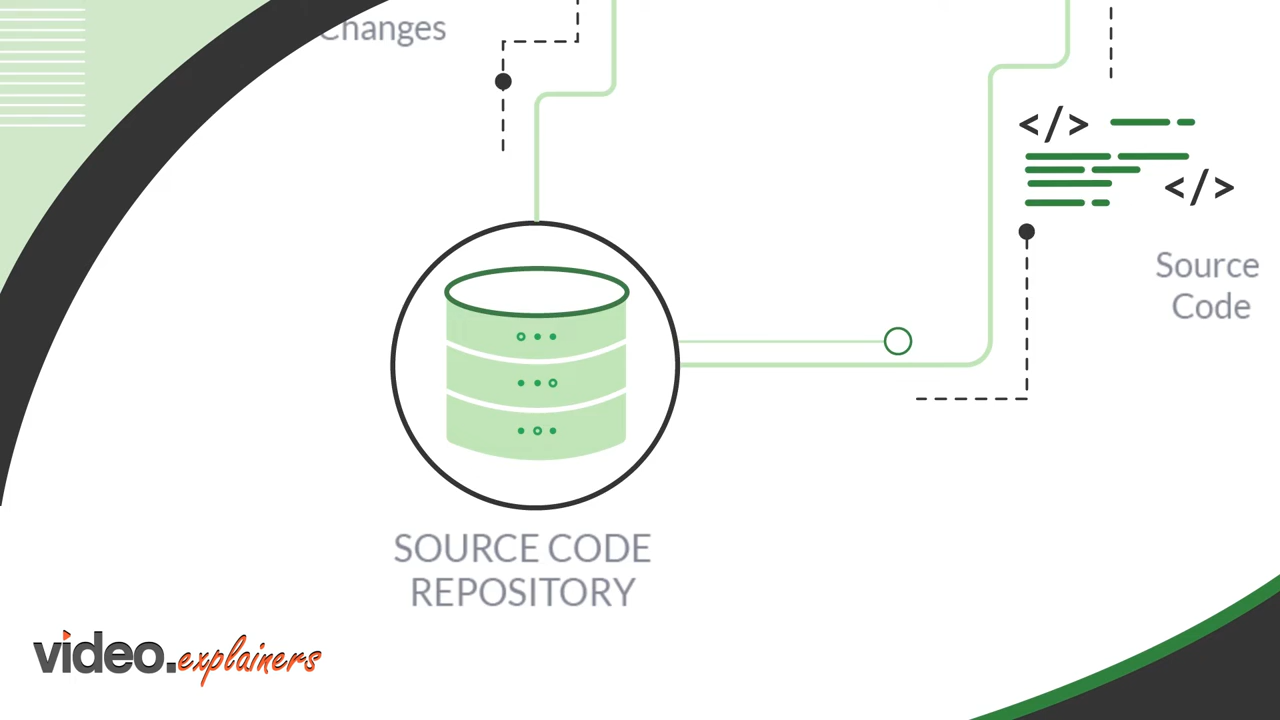 Changes
</>
</>
Source
Code
SOURCE CODE
REPOSITORY
video.explainers